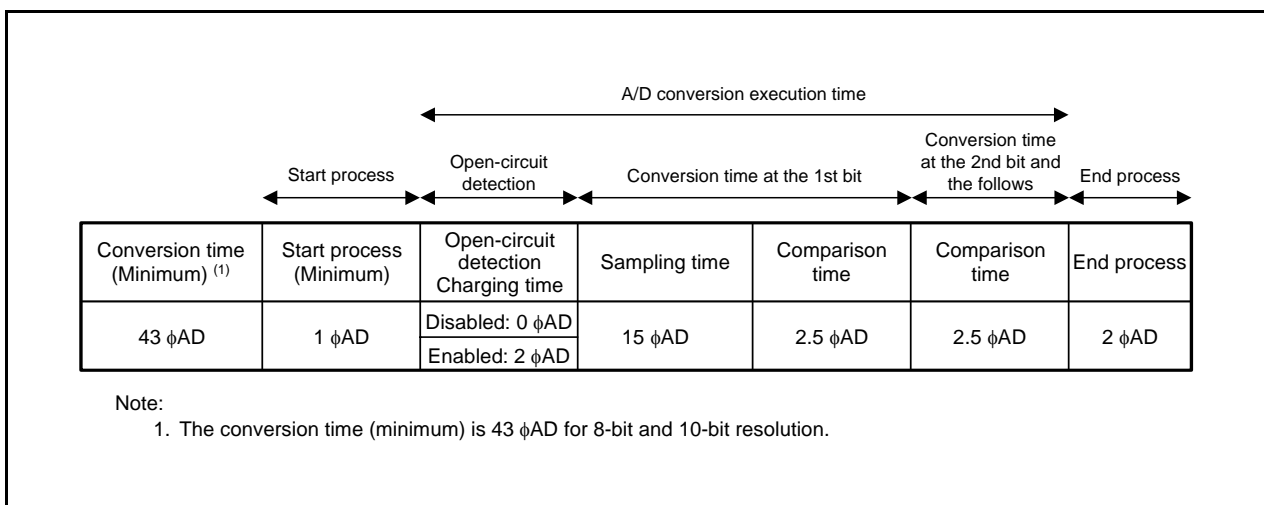 A/D conversion execution time
Start process
Open-circuit
detection
Conversion time at the 1st bit
Conversion time
at the 2nd bit and
the follows
End process
Conversion time
(Minimum) (1)
Start process
(Minimum)
Open-circuit
detection
Charging time
Sampling time
Comparison
time
Comparison
time
End process
43 ϕAD
1 ϕAD
Disabled: 0 ϕAD
Enabled: 2 ϕAD
15 ϕAD
2.5 ϕAD
2.5 ϕAD
2 ϕAD
Note:
1. The conversion time (minimum) is 43 ϕAD for 8-bit and 10-bit resolution.